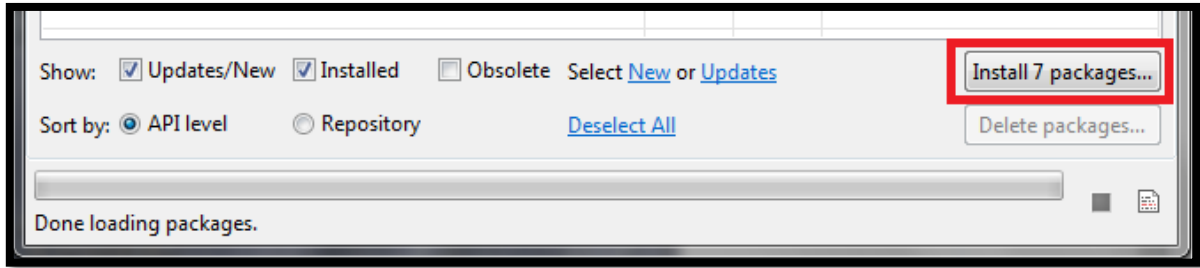 Show: Updates/New Installed Obsolete Select New or Updates Install 7 packages...
Sort by: API level Repository Deselect All Delete packages...
Done loading packages.